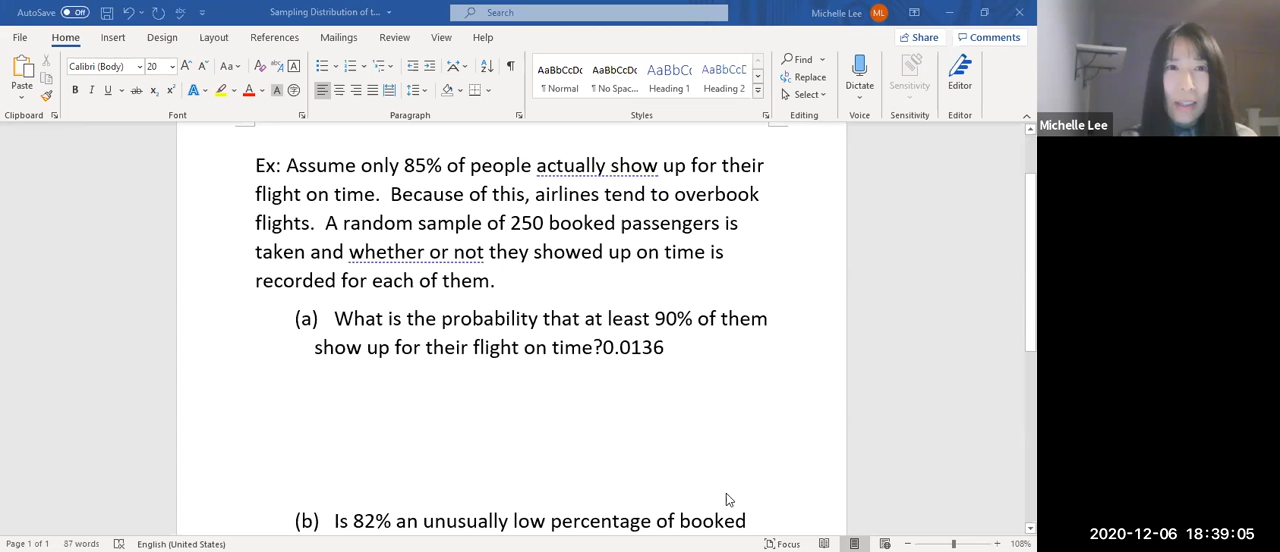 AutoSave Off Sampling Distribution of t... Search Michelle Lee ML
File Home Insert Design Layout References Mailings Review View Help Share Comments
Paste Calibri (Body) 20 Aa AaBbCcDc AaBbCcDc AaBbCc AaBbCcD Find Replace Select Dictate Sensitivity Editor
B I U ab x₂ x² A A ¶ Normal ¶ No Spac... Heading 1 Heading 2
Clipboard Font Paragraph Styles Editing Voice Sensitivity Editor
Michelle Lee
Ex: Assume only 85% of people actually show up for their
flight on time. Because of this, airlines tend to overbook
flights. A random sample of 250 booked passengers is
taken and whether or not they showed up on time is
recorded for each of them.
(a) What is the probability that at least 90% of them
show up for their flight on time?0.0136
(b) Is 82% an unusually low percentage of booked
Page 1 of 1 87 words English (United States) Focus 108%
2020-12-06 18:39:05